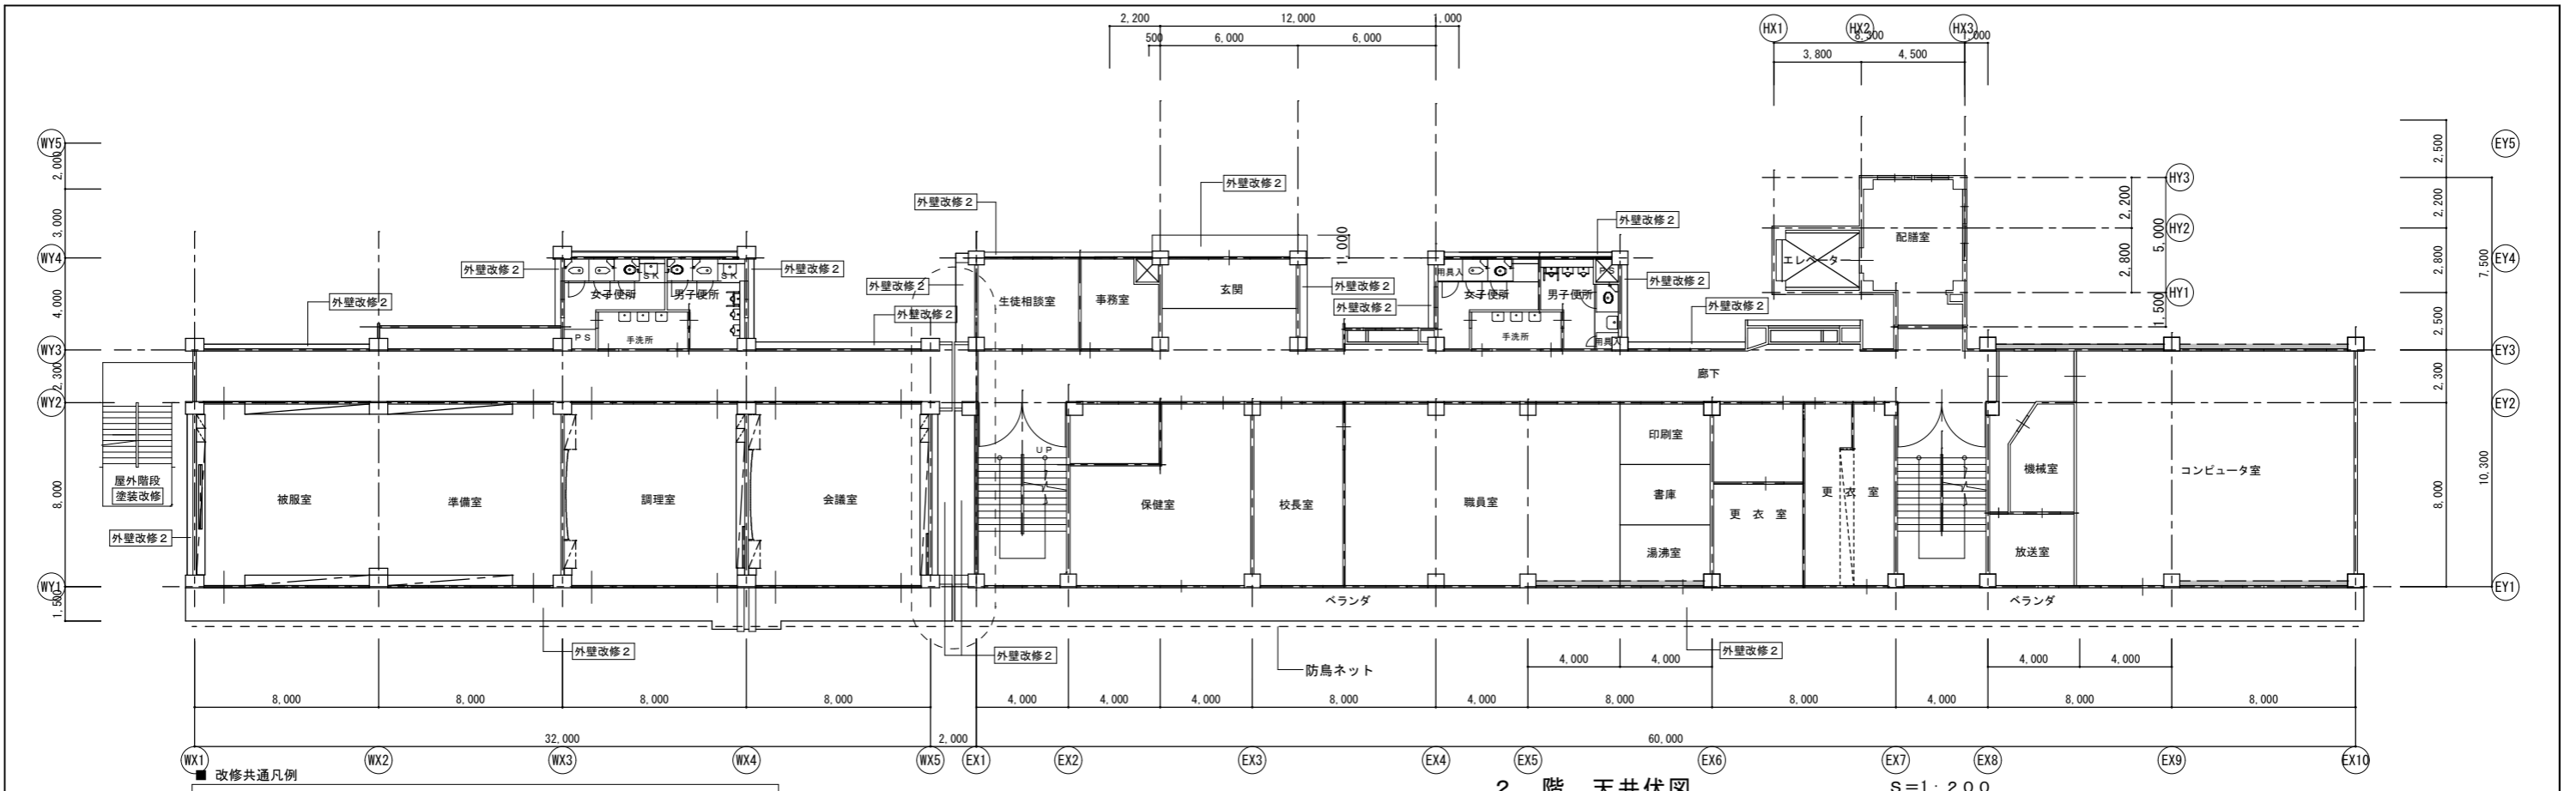 2,200
12,000
1,000
500
6,000
6,000
HX1
HX2
HX3
8,300
1,000
3,800
4,500
WY5
2,000
3,000
WY4
4,000
WY3
2,300
WY2
8,000
WY1
1,500
EY5
2,500
2,200
2,800
7,500
EY4
2,500
EY3
2,300
EY2
10,300
8,000
EY1
HY3
2,200
HY2
5,000
2,800
HY1
1,500
外壁改修2
外壁改修2
外壁改修2
外壁改修2
外壁改修2
外壁改修2
外壁改修2
外壁改修2
外壁改修2
外壁改修2
外壁改修2
外壁改修2
外壁改修2
1,000
配膳室
エレベーター
SK
SK
女子便所
男子便所
PS
手洗所
生徒相談室
事務室
玄関
用具入
女子便所
男子便所
PS
手洗所
用具入
廊下
屋外階段
塗装改修
外壁改修2
被服室
準備室
調理室
会議室
UP
保健室
校長室
職員室
印刷室
書庫
湯沸室
更 衣 室
更 衣 室
機械室
放送室
コンピュータ室
ベランダ
ベランダ
外壁改修2
外壁改修2
防鳥ネット
外壁改修2
4,000
4,000
4,000
4,000
8,000
8,000
8,000
8,000
4,000
4,000
4,000
8,000
4,000
8,000
8,000
4,000
8,000
8,000
32,000
2,000
60,000
WX1
WX2
WX3
WX4
WX5
EX1
EX2
EX3
EX4
EX5
EX6
EX7
EX8
EX9
EX10
■ 改修共通凡例
2 階 天井伏図
S=1:200